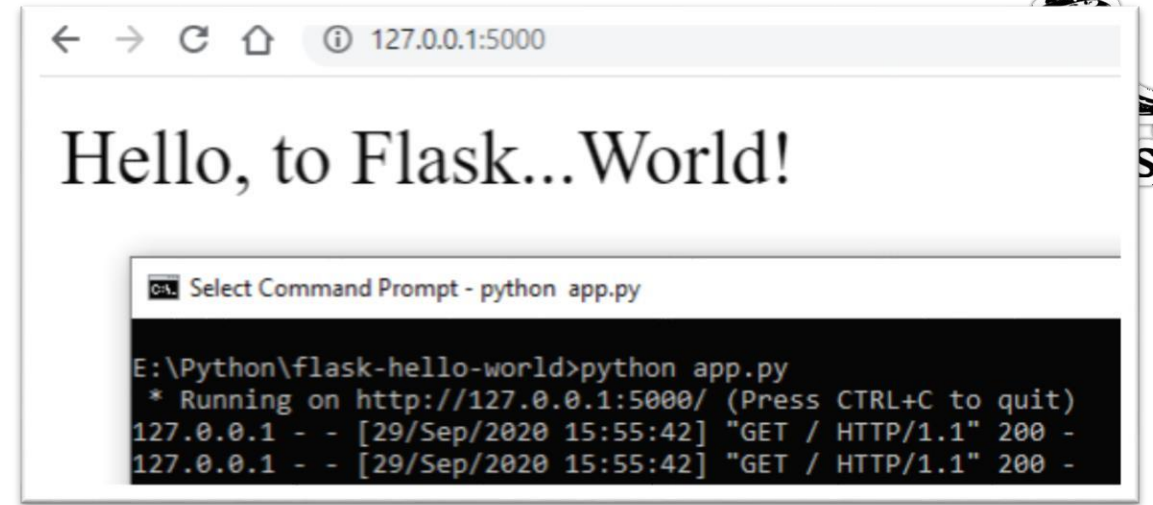 127.0.0.1:5000
Hello, to Flask...World!
Select Command Prompt - python app.py
E:\Python\flask-hello-world>python app.py
* Running on http://127.0.0.1:5000/ (Press CTRL+C to quit)
127.0.0.1 - - [29/Sep/2020 15:55:42] "GET / HTTP/1.1" 200 -
127.0.0.1 - - [29/Sep/2020 15:55:42] "GET / HTTP/1.1" 200 -